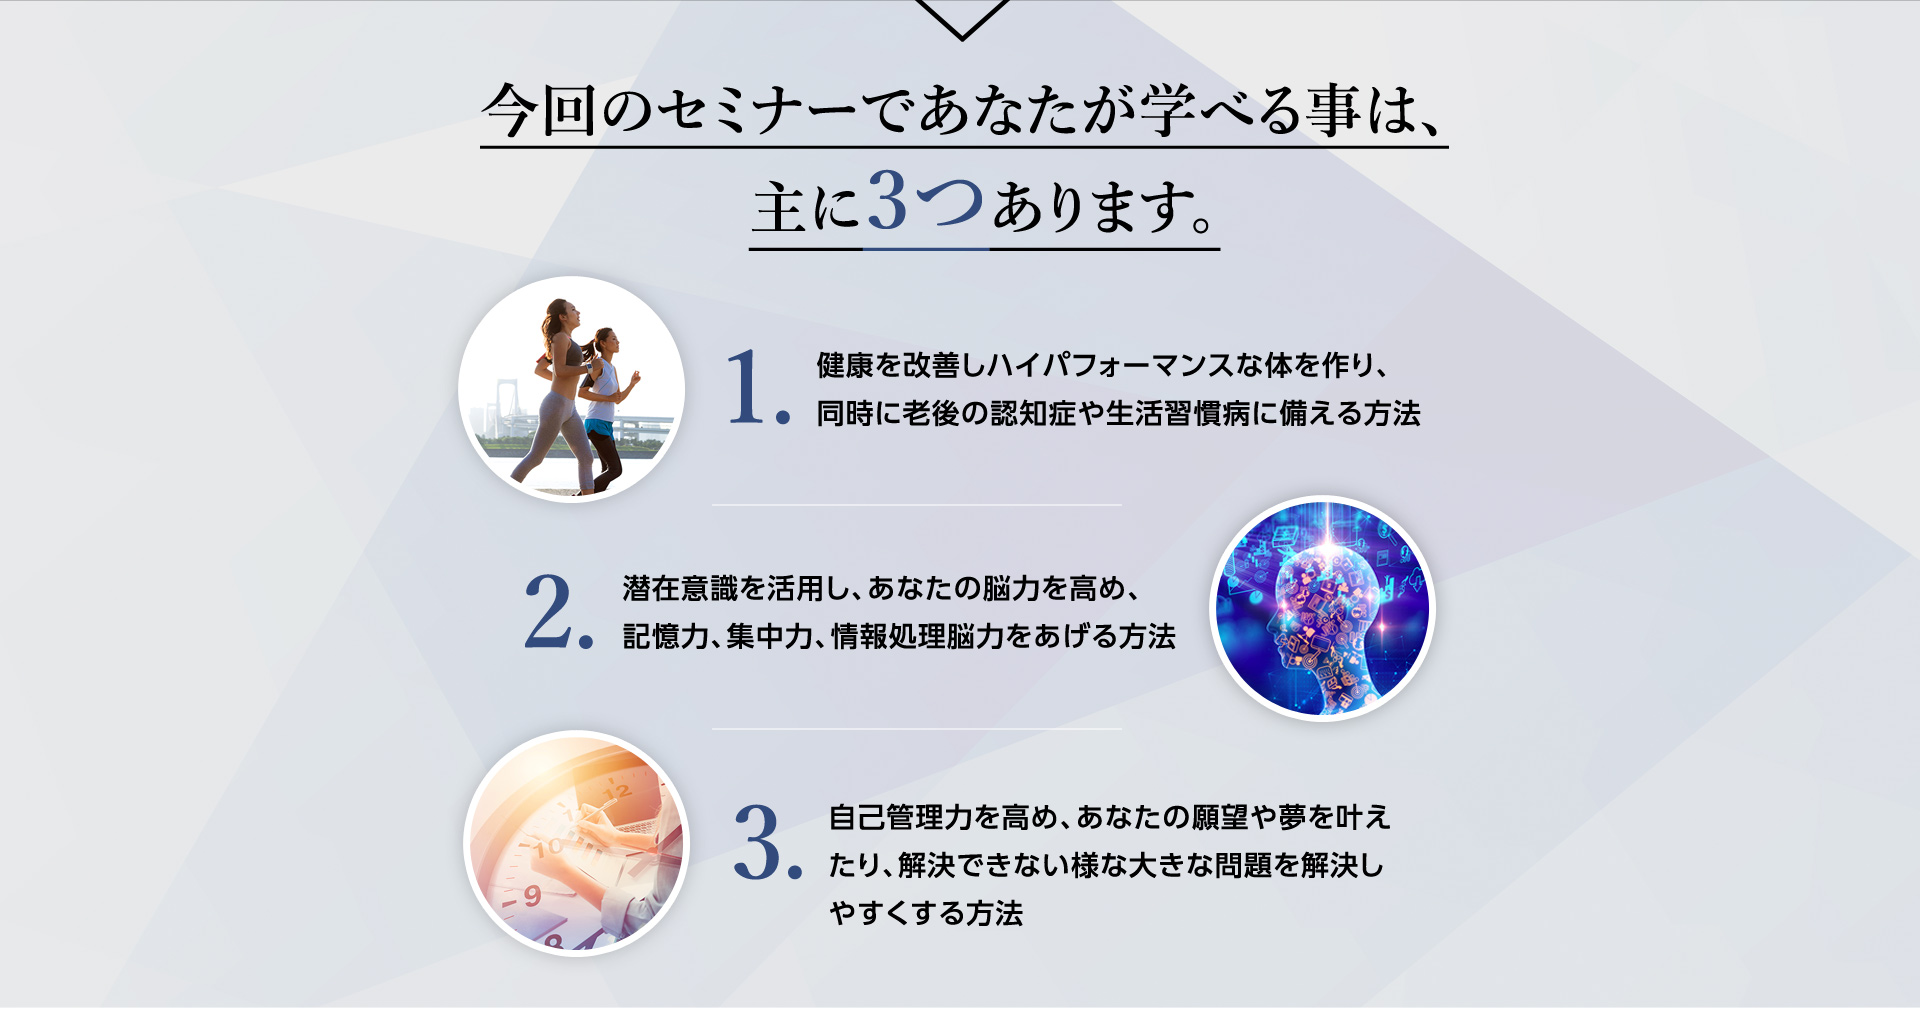 今回のセミナーであなたが学べる事は、
主に3つあります。
1.
健康を改善しハイパフォーマンスな体を作り、
同時に老後の認知症や生活習慣病に備える方法
2.
潜在意識を活用し、あなたの脳力を高め、
記憶力、集中力、情報処理脳力をあげる方法
12
10
9
8
3.
自己管理力を高め、あなたの願望や夢を叶え
たり、解決できない様な大きな問題を解決し
やすくする方法